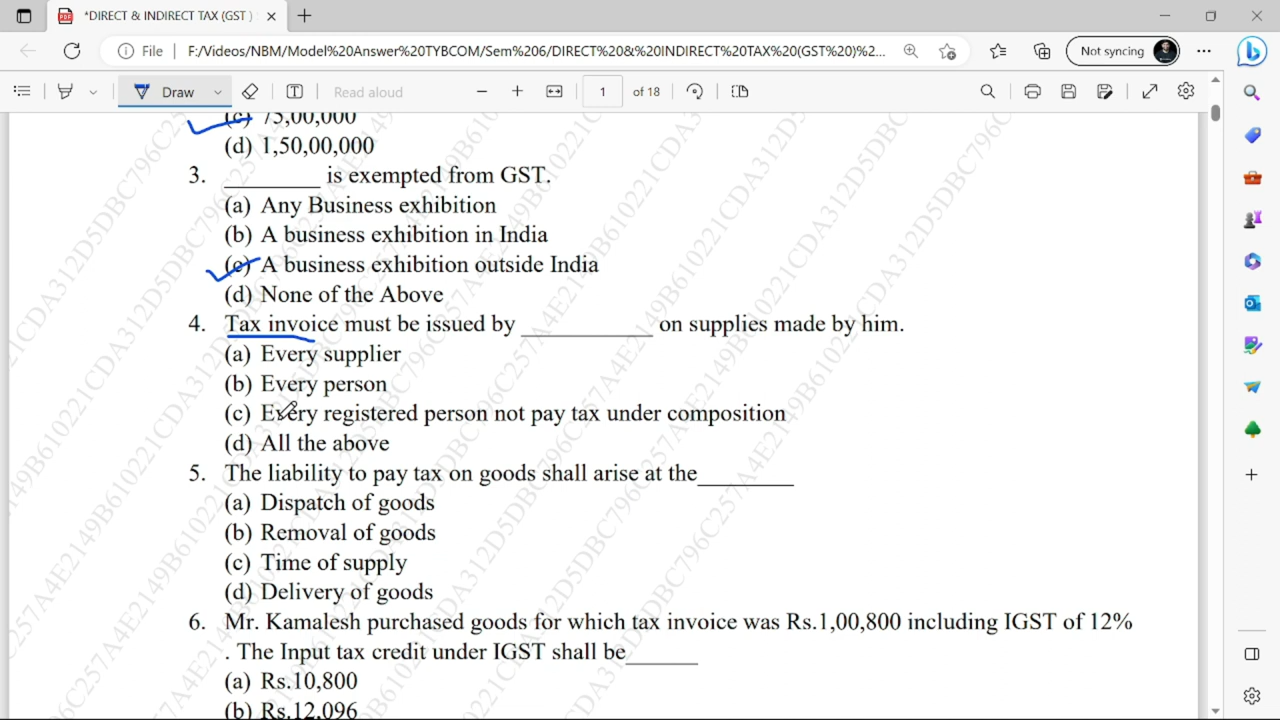 *DIRECT & INDIRECT TAX (GST )
File
F:/Videos/NBM/Model%20Answer%20TYBCOM/Sem%206/DIRECT%20&%20INDIRECT%20TAX%20(GST%20)%2...
Not syncing
Draw
Read aloud
1 of 18
(c) 75,00,000
(d) 1,50,00,000
3. _________ is exempted from GST.
(a) Any Business exhibition
(b) A business exhibition in India
(c) A business exhibition outside India
(d) None of the Above
4. Tax invoice must be issued by ____________ on supplies made by him.
(a) Every supplier
(b) Every person
(c) Every registered person not pay tax under composition
(d) All the above
5. The liability to pay tax on goods shall arise at the_________
(a) Dispatch of goods
(b) Removal of goods
(c) Time of supply
(d) Delivery of goods
6. Mr. Kamalesh purchased goods for which tax invoice was Rs.1,00,800 including IGST of 12%
. The Input tax credit under IGST shall be_______
(a) Rs.10,800
(b) Rs.12,096